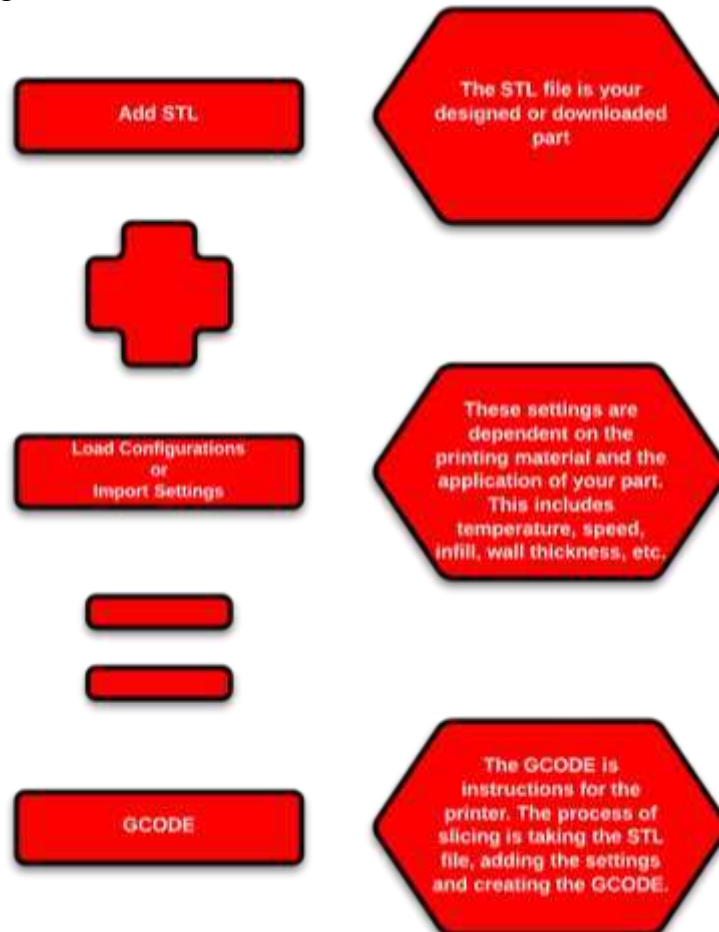 Add STL
The STL file is your
designed or downloaded
part
Load Configurations
or
Import Settings
These settings are
dependent on the
printing material and the
application of your part.
This includes
temperature, speed,
infill, wall thickness, etc.
GCODE
The GCODE is
instructions for the
printer. The process of
slicing is taking the STL
file, adding the settings
and creating the GCODE.